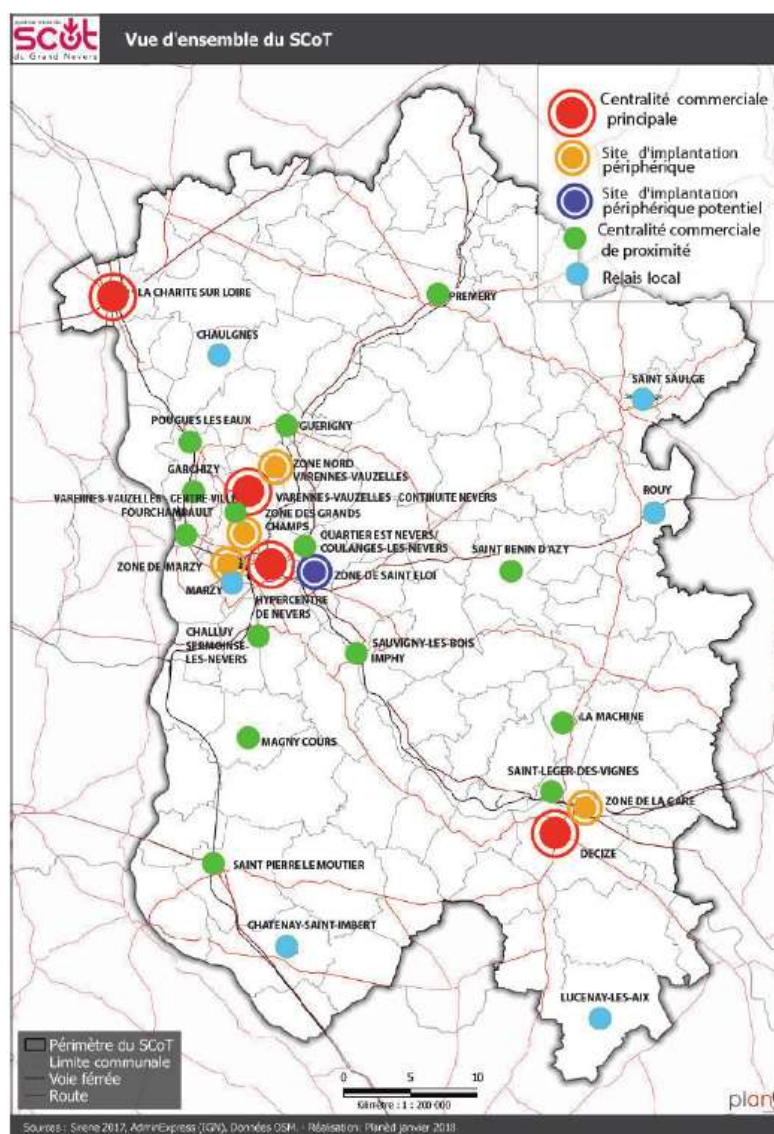 SCOT
du Grand Nevers
Vue d'ensemble du SCoT
Centralité commerciale
principale
Site d'implantation
périphérique
Site d'implantation
périphérique potentiel
Centralité commerciale
de proximité
Relais local
LA CHARITE SUR LOIRE
PREMERY
CHAULGNES
SAINT SAULGE
POUGUES LES EAUX
GUERIGNY
GARCHIZY
ZONE NORD
VARENNES-VAUZELLES
VARENNES-VAUZELLES - CENTRE-VILLE
VARENNES-VAUZELLES - CONTINUITE NEVERS
ROUY
FOURCHAMBAULT
ZONE DES GRANDS
CHAMPS
QUARTIER EST NEVERS/
COULANGES-LES-NEVERS
SAINT BENIN D'AZY
ZONE DE MARZY
ZONE DE SAINT ELOI
MARZY
HYPERCENTRE
DE NEVERS
CHALLUY
SERMOINSE-
LES-NEVERS
SAUVIGNY-LES-BOIS
IMPHY
LA MACHINE
MAGNY COURS
SAINT-LEGER-DES-VIGNES
ZONE DE LA GARE
DECIZE
SAINT PIERRE LE MOUTIER
CHATENAY-SAINT-IMBERT
LUCENAY-LES-AIX
Périmètre du SCoT
Limite communale
Voie férrée
Route
0 5 10
Kilmètre : 1 : 200 000
plan
Sources : Sirene 2017, AdminExpress (IGN), Données OSM. - Réalisation: Planèd janvier 2018